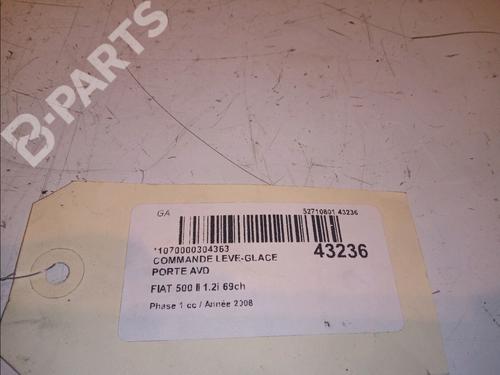 B-PARTS
GA 52710801 43236
*1070000304363
COMMANDE LEVE-GLACE 43236
PORTE AVD
FIAT 500 II 1.2i 69ch
Phase 1 cc / Année 2008